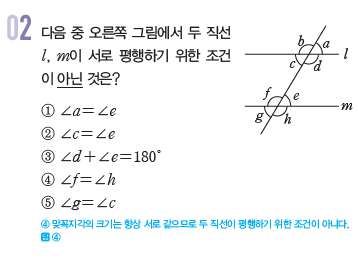 02 다음 중 오른쪽 그림에서 두 직선
l, m이 서로 평행하기 위한 조건
이 아닌 것은?
① ∠a=∠e
② ∠c=∠e
③ ∠d+∠e=180°
④ ∠f=∠h
⑤ ∠g=∠c
b a l
c d
f e m
g h
④ 맞꼭지각의 크기는 항상 서로 같으므로 두 직선이 평행하기 위한 조건이 아니다.
답 ④